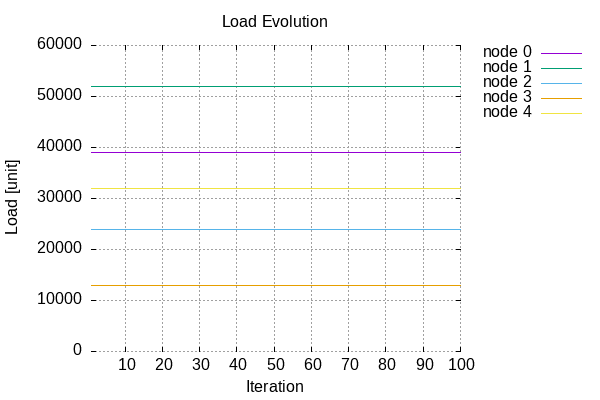 Load Evolution
60000
50000
40000
30000
20000
10000
0
Load [unit]
10 20 30 40 50 60 70 80 90 100
Iteration
node 0
node 1
node 2
node 3
node 4